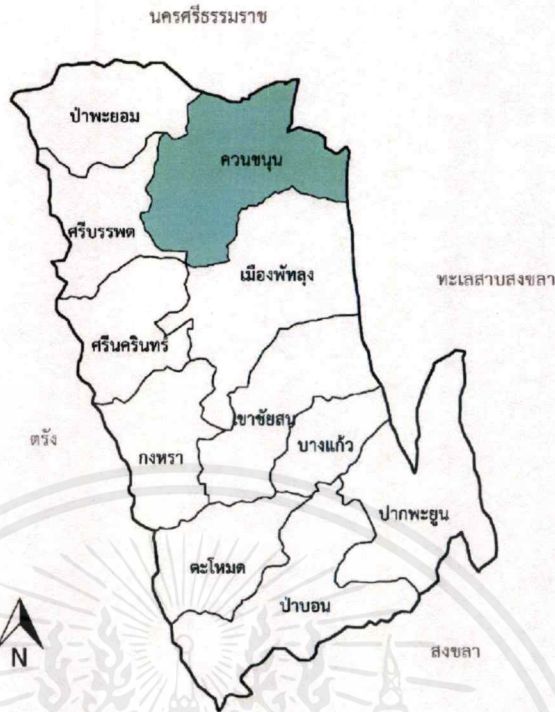 นครศรีธรรมราช
ป่าพะยอม
ควนขนุน
ศรีบรรพต
เมืองพัทลุง
ทะเลสาบสงขลา
ศรีนครินทร์
เขาชัยสน
ตรัง
กงหรา
บางแก้ว
ปากพะยูน
ตะโหมด
ป่าบอน
สงขลา
N